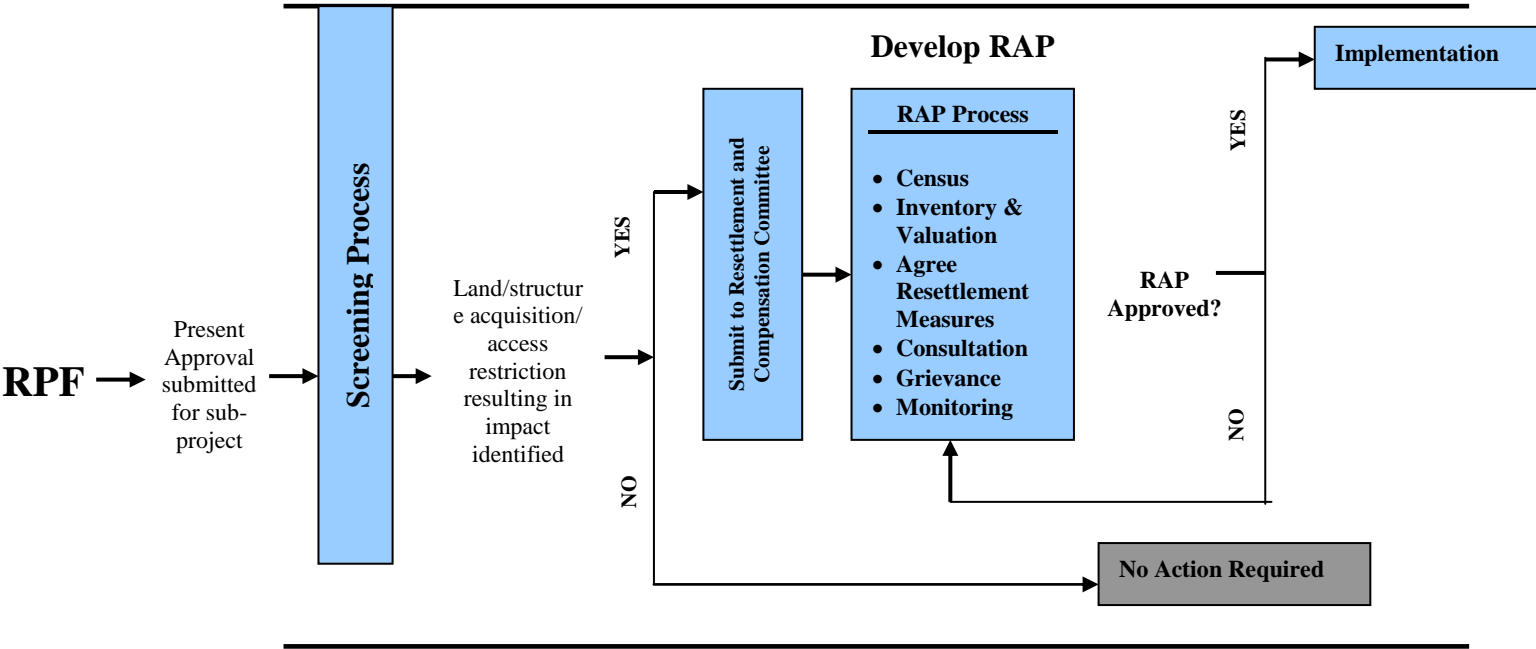 RPF
Present
Approval
submitted
for sub-
project
Screening Process
Land/structur
e acquisition/
access
restriction
resulting in
impact
identified
YES
NO
Develop RAP
Submit to Resettlement and
Compensation Committee
RAP Process
• Census
• Inventory &
Valuation
• Agree
Resettlement
Measures
• Consultation
• Grievance
• Monitoring
RAP
Approved?
YES
NO
Implementation
No Action Required